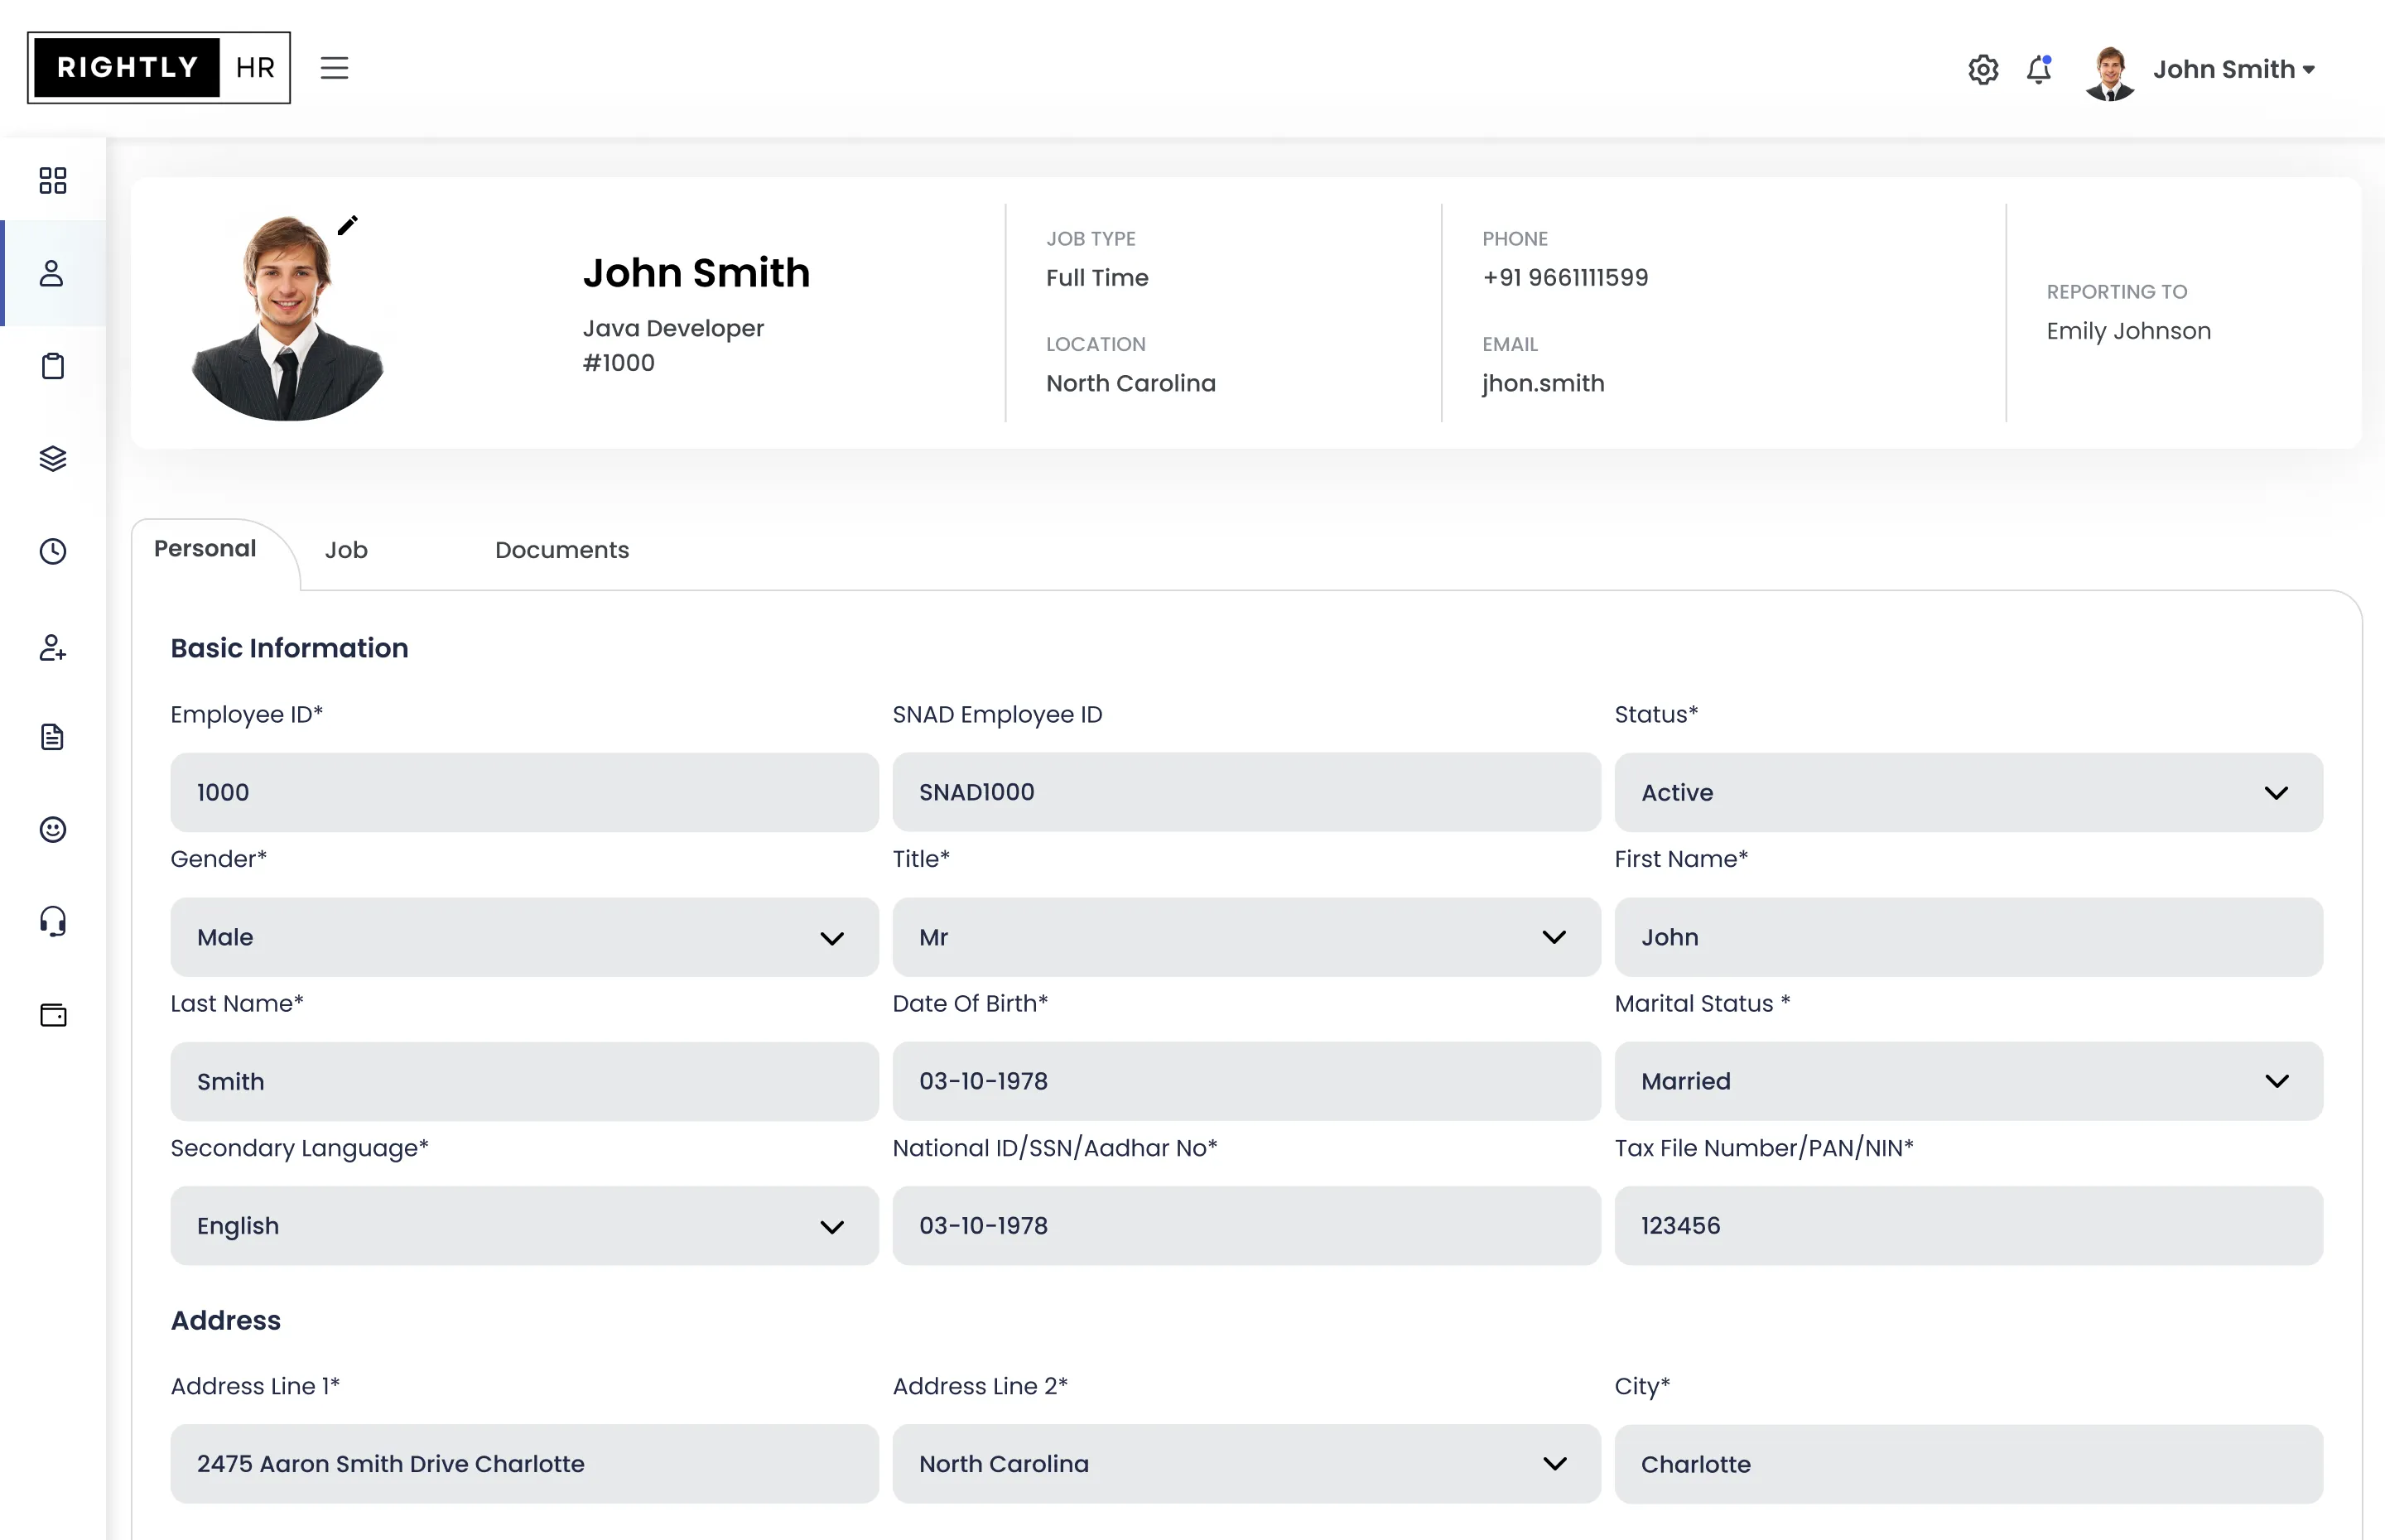 RIGHTLY HR
John Smith
John Smith
Java Developer
#1000
JOB TYPE
Full Time
LOCATION
North Carolina
PHONE
+91 9661111599
EMAIL
jhon.smith
REPORTING TO
Emily Johnson
Personal Job Documents
Basic Information
Employee ID* SNAD Employee ID Status*
1000 SNAD1000 Active
Gender* Title* First Name*
Male Mr John
Last Name* Date Of Birth* Marital Status *
Smith 03-10-1978 Married
Secondary Language* National ID/SSN/Aadhar No* Tax File Number/PAN/NIN*
English 03-10-1978 123456
Address
Address Line 1* Address Line 2* City*
2475 Aaron Smith Drive Charlotte North Carolina Charlotte